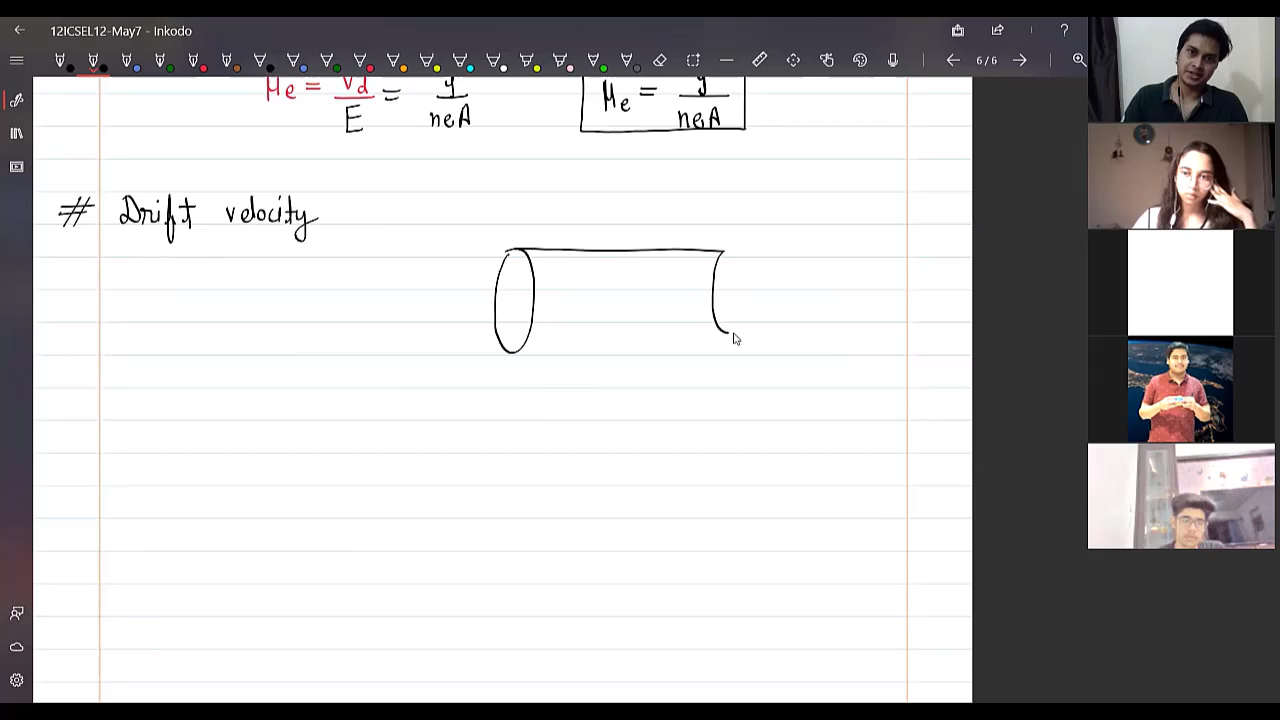 12ICSEL12-May7 - Inkodo
6/6
μe = vd/E = y/neA
μe = y/neA
# Drift velocity